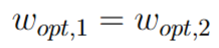 w_{opt,1} = w_{opt,2}